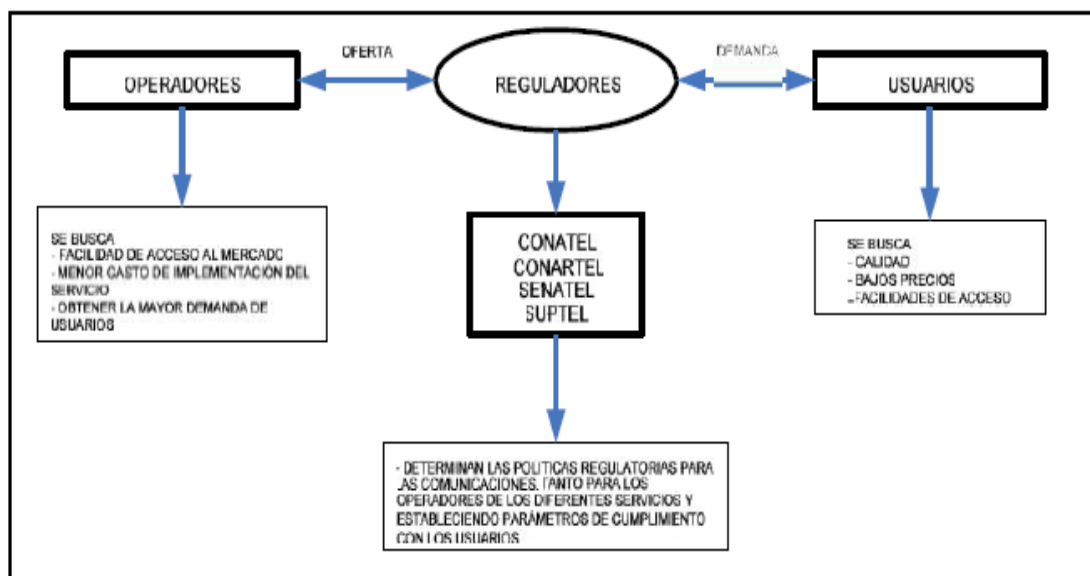 OFERTA
DEMANDA
OPERADORES
REGULADORES
USUARIOS
SE BUSCA
- FACILIDAD DE ACCESO AL MERCADO
- MENOR GASTO DE IMPLEMENTACIÓN DEL
SERVICIO
- OBTENER LA MAYOR DEMANDA DE
USUARIOS
CONATEL
CONARTEL
SENATEL
SUPTEL
SE BUSCA
- CALIDAD
- BAJOS PRECIOS
-FACILIDADES DE ACCESO
- DETERMINAN LAS POLITICAS REGULATORIAS PARA
LAS COMUNICACIONES, TANTO PARA LOS
OPERADORES DE LOS DIFERENTES SERVICIOS Y
ESTABLECIENDO PARÁMETROS DE CUMPLIMIENTO
CON LOS USUARIOS